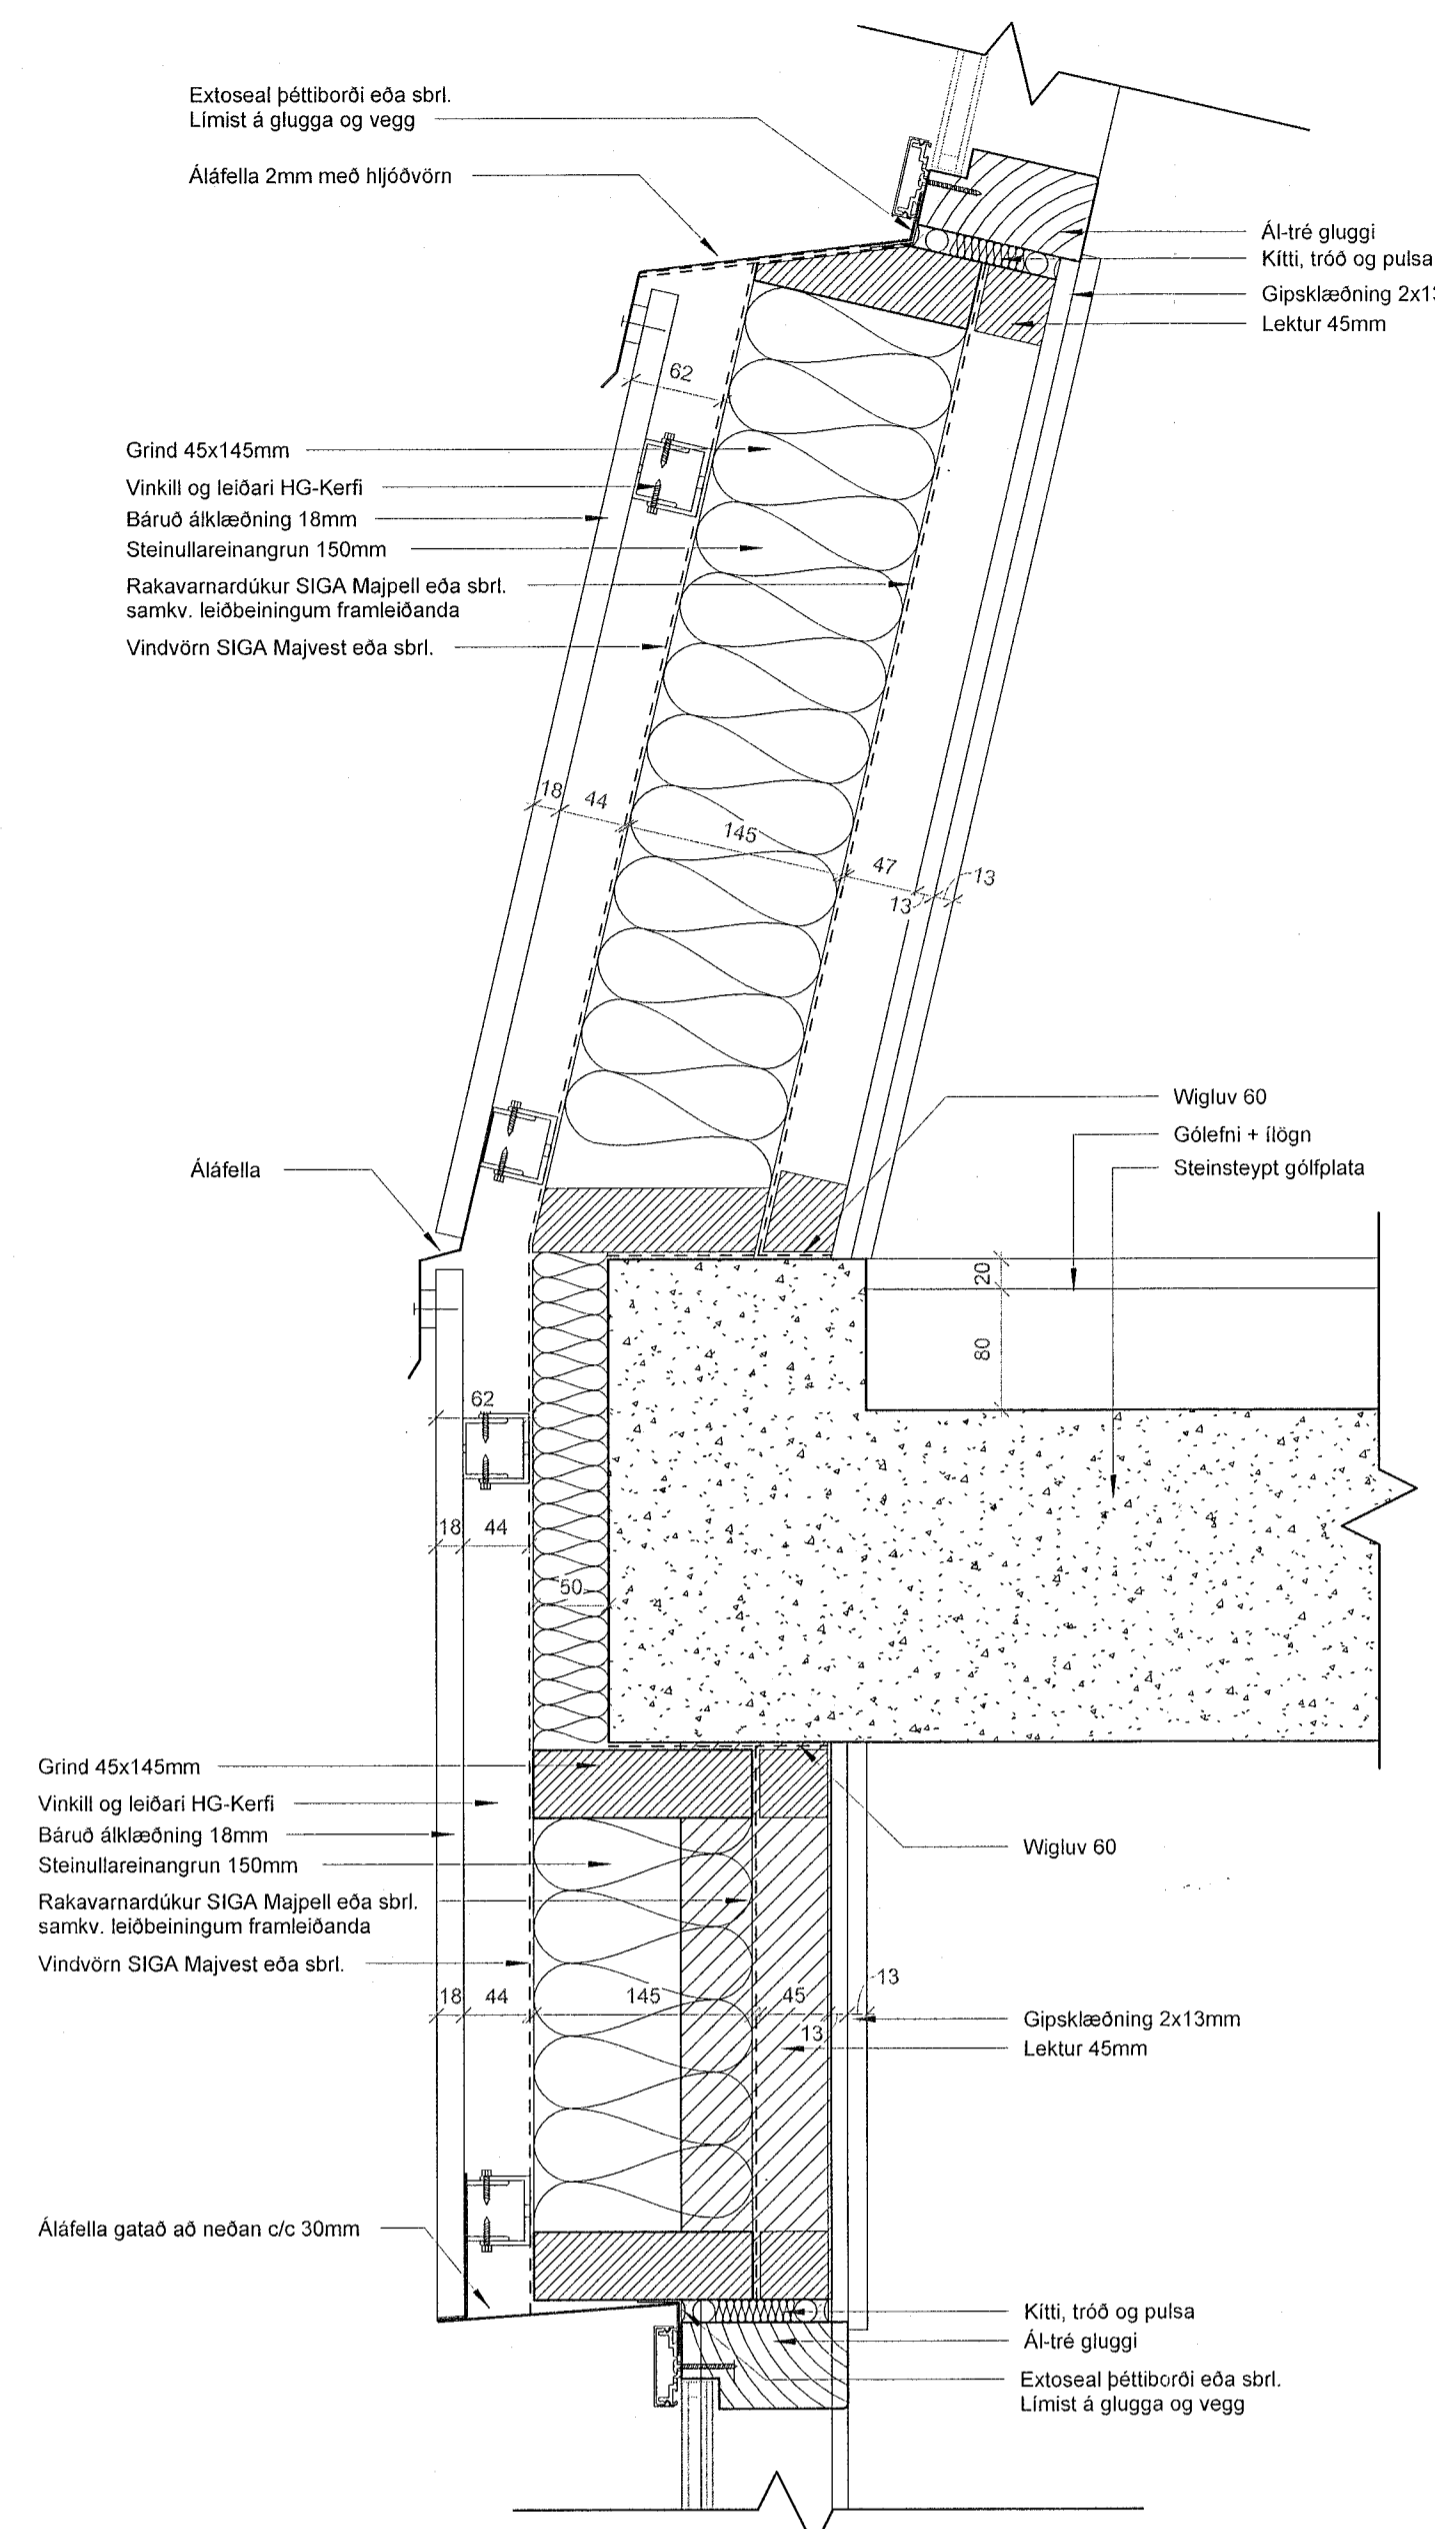 Extoseal þéttiborði eða sbrl.
Límist á glugga og vegg
Áláfella 2mm með hljóðvörn
Ál-tré gluggi
Kítti, tróð og pulsa
Gipsklæðning 2x13
Lektur 45mm
62
Grind 45x145mm
Vinkill og leiðari HG-Kerfi
Báruð álklæðning 18mm
Steinullareinangrun 150mm
Rakavarnardúkur SIGA Majpell eða sbrl.
samkv. leiðbeiningum framleiðanda
Vindvörn SIGA Majvest eða sbrl.
18
44
145
47
13
13
Wigluv 60
Gólefni + ílögn
Steinsteypt gólfplata
Áláfella
20
80
62
18
44
50
Grind 45x145mm
Vinkill og leiðari HG-Kerfi
Báruð álklæðning 18mm
Steinullareinangrun 150mm
Rakavarnardúkur SIGA Majpell eða sbrl.
samkv. leiðbeiningum framleiðanda
Vindvörn SIGA Majvest eða sbrl.
Wigluv 60
18
44
145
45
13
13
Gipsklæðning 2x13mm
Lektur 45mm
Áláfella gatað að neðan c/c 30mm
Kítti, tróð og pulsa
Ál-tré gluggi
Extoseal þéttiborði eða sbrl.
Límist á glugga og vegg